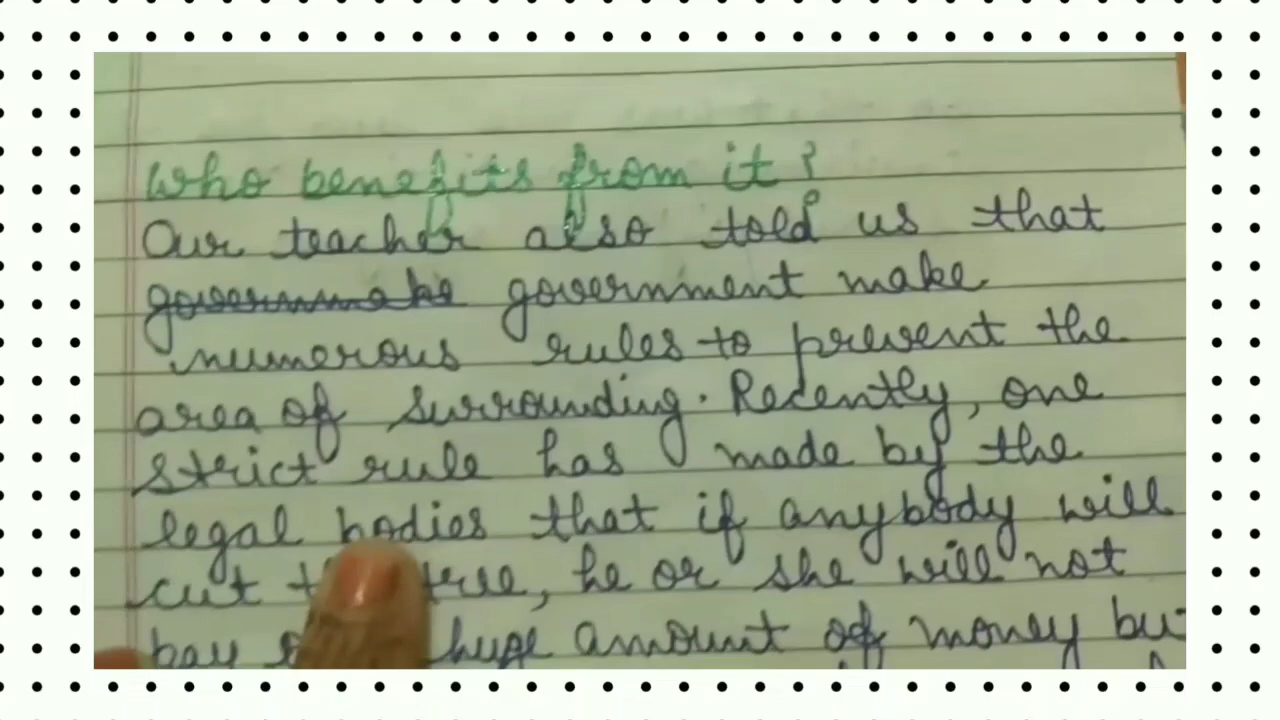 Who benefits from it?
Our teacher also told us that
governmake government make
numerous rules to prevent the
area of surrounding. Recently, one
strict rule has made by the
legal bodies that if anybody will
cut tree, he or she will not
pay huge amount of money but